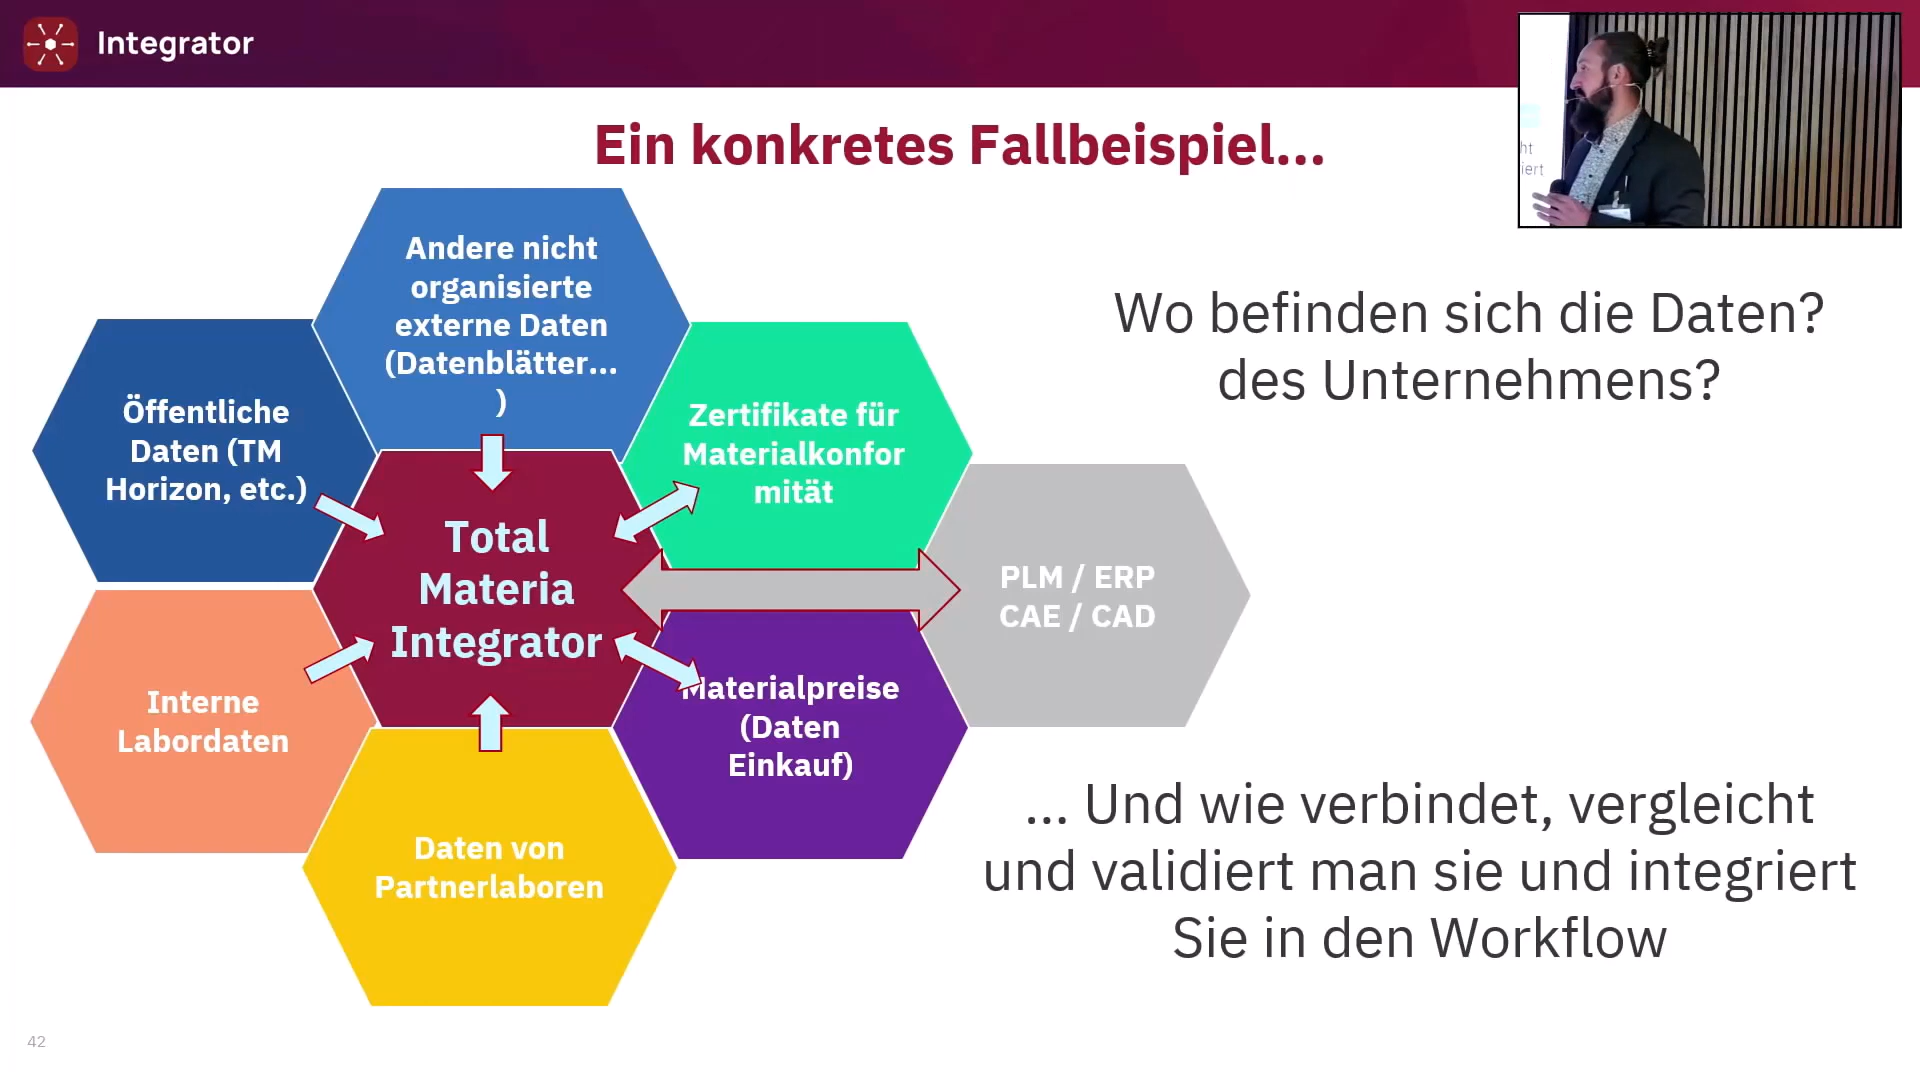 Integrator
Ein konkretes Fallbeispiel...
Andere nicht
organisierte
externe Daten
(Datenblätter...
)
Öffentliche
Daten (TM
Horizon, etc.)
Zertifikate für
Materialkonfor
mität
Total
Materia
Integrator
PLM / ERP
CAE / CAD
Interne
Labordaten
Materialpreise
(Daten
Einkauf)
Daten von
Partnerlaboren
Wo befinden sich die Daten?
des Unternehmens?
... Und wie verbindet, vergleicht
und validiert man sie und integriert
Sie in den Workflow
ht
iert
42